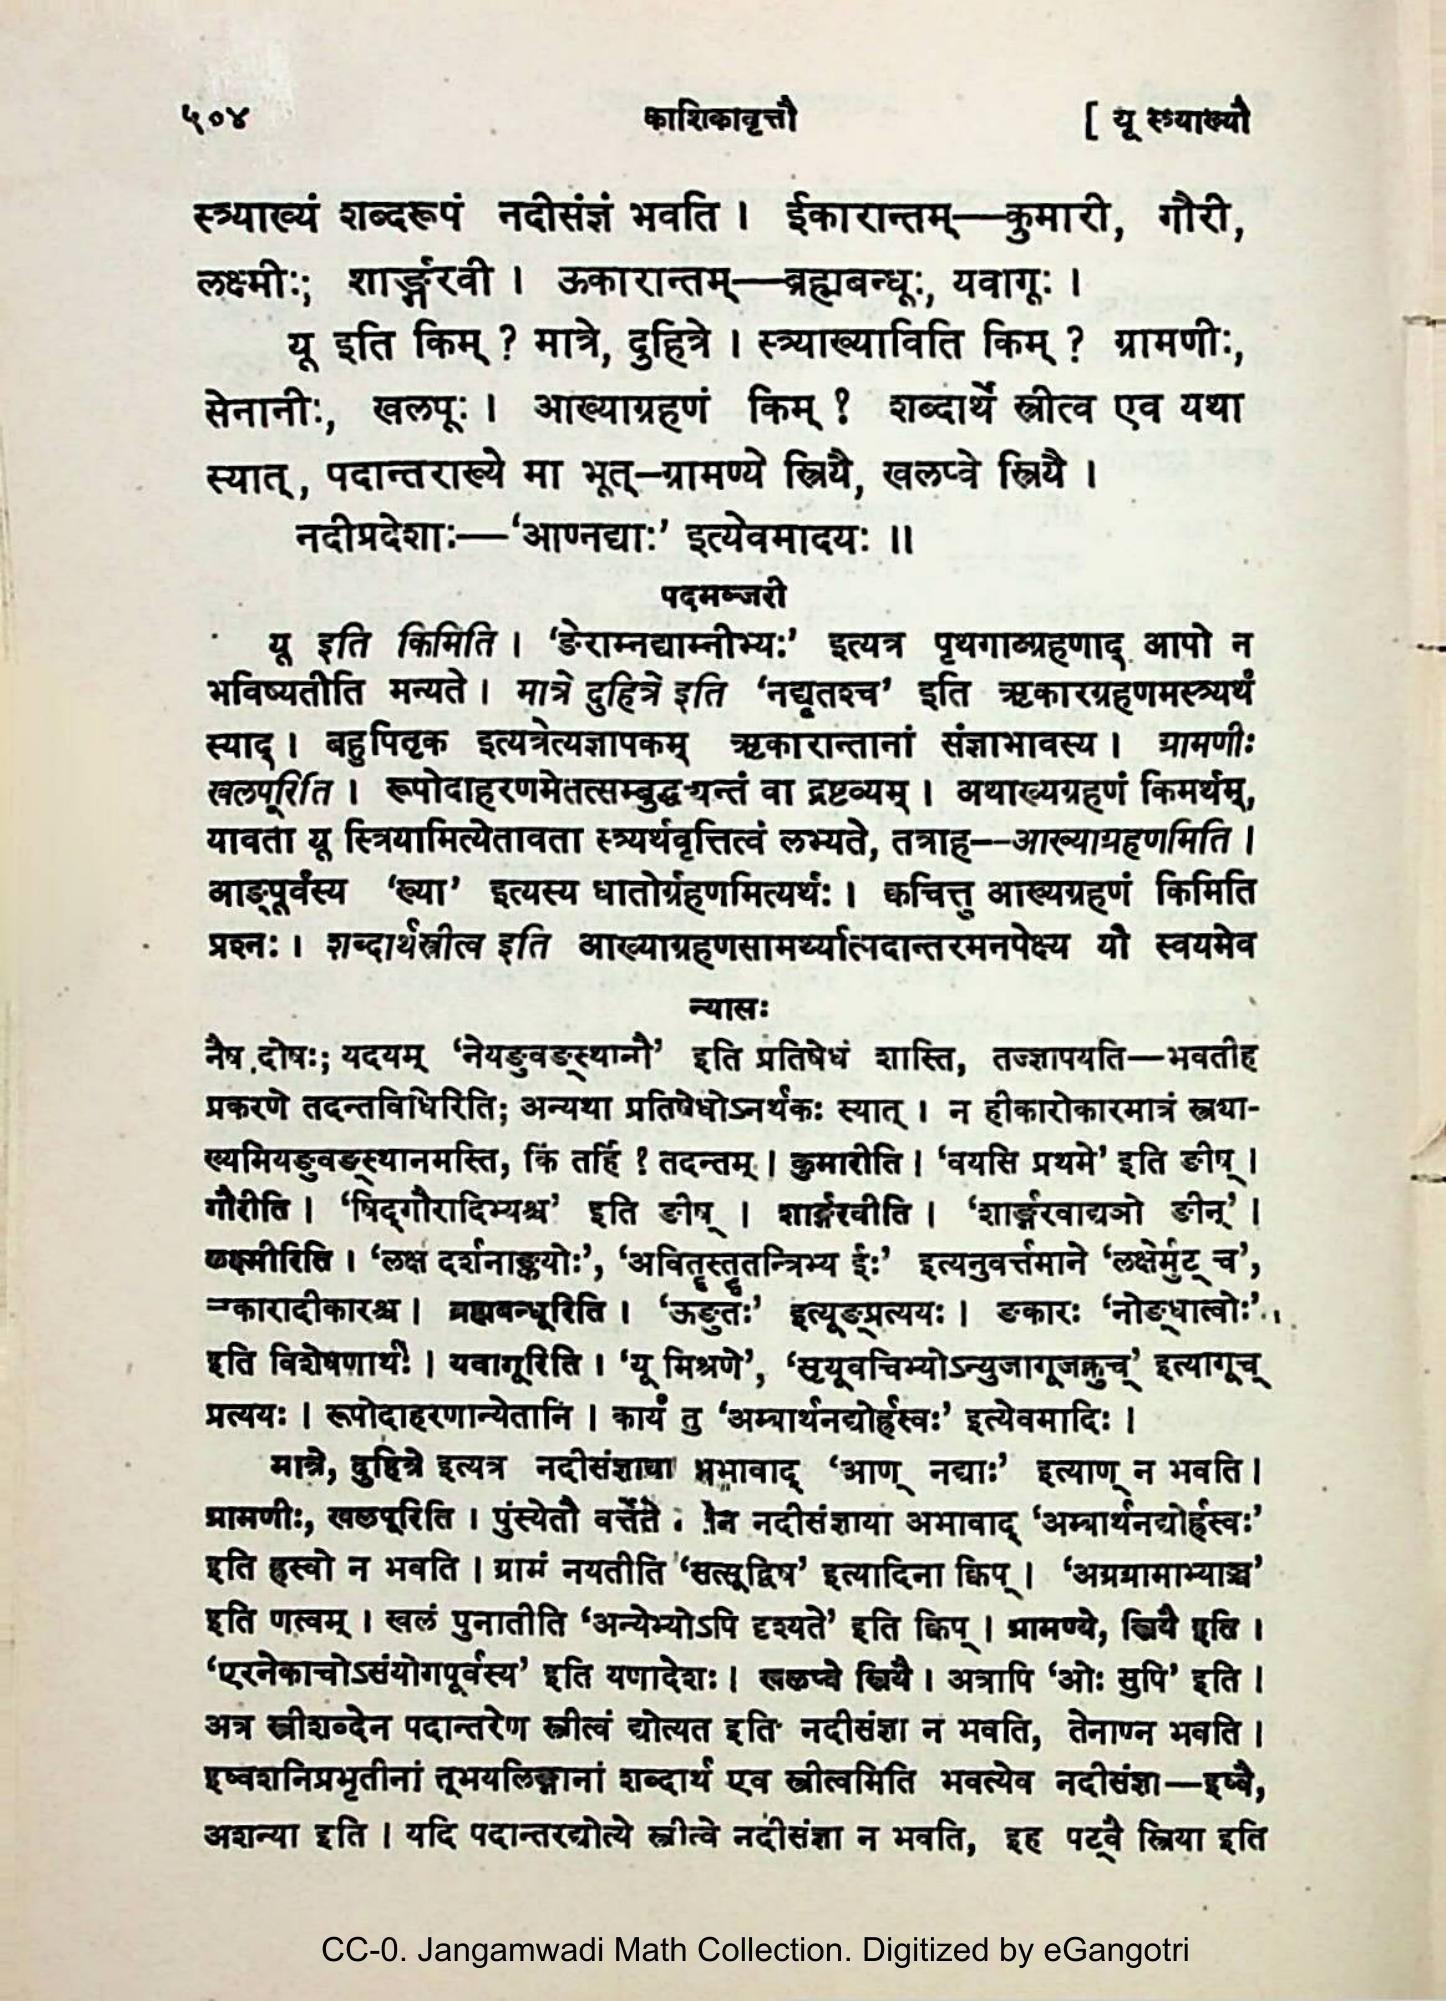 ५०४ काशिकावृत्तौ [ यू स्त्र्याख्यौ
स्त्र्याख्यं शब्दरूपं नदीसंज्ञं भवति । ईकारान्तम्—कुमारी, गौरी,
लक्ष्मीः; शार्ङ्गरवी । ऊकारान्तम्—ब्रह्मबन्धूः, यवागूः ।
यू इति किम् ? मात्रे, दुहित्रे । स्त्र्याख्याविति किम् ? ग्रामणीः,
सेनानीः, खलपूः । आख्याग्रहणं किम् ? शब्दार्थे स्त्रीत्व एव यथा
स्यात्, पदान्तराख्ये मा भूत्–ग्रामण्ये स्त्रियै, खलप्वे स्त्रियै ।
नदीप्रदेशाः—‘आण्नद्याः’ इत्येवमादयः ॥
पदमञ्जरी
यू इति किमिति । ‘ङेराम्नद्याम्नीभ्यः’ इत्यत्र पृथगाब्ग्रहणाद् आपो न
भविष्यतीति मन्यते । मात्रे दुहित्रे इति ‘नद्यृतश्च’ इति ऋकारग्रहणमस्त्र्यर्थं
स्याद् । बहुपितृक इत्यत्रेत्यज्ञापकम् ऋकारान्तानां संज्ञाभावस्य । ग्रामणीः
खलपूरिति । रूपोदाहरणमेतत्सम्बुद्ध्यन्तं वा द्रष्टव्यम् । अथाख्यग्रहणं किमर्थम्,
यावता यू स्त्रियामित्येतावता स्त्र्यर्थवृत्तित्वं लभ्यते, तत्राह—आख्याग्रहणमिति ।
आङ्पूर्वस्य ‘ख्या’ इत्यस्य धातोर्ग्रहणमित्यर्थः । क्वचित्तु आख्यग्रहणं किमिति
प्रश्नः । शब्दार्थस्त्रीत्व इति आख्याग्रहणसामर्थ्यात्पदान्तरमनपेक्ष्य यौ स्वयमेव
न्यासः
नैष दोषः; यदयम् ‘नेयङुवङ्स्थानौ’ इति प्रतिषेधं शास्ति, तज्ज्ञापयति—भवतीह
प्रकरणे तदन्तविधिरिति; अन्यथा प्रतिषेधोऽनर्थकः स्यात् । न हीकारोकारमात्रं स्त्र्या-
ख्यमियङुवङ्स्थानमस्ति, किं तर्हि ? तदन्तम् । कुमारीति । ‘वयसि प्रथमे’ इति ङीप् ।
गौरीति । ‘षिद्गौरादिभ्यश्च’ इति ङीष् । शार्ङ्गरवीति । ‘शार्ङ्गरवाद्यञो ङीन्’ ।
लक्ष्मीरिति । ‘लक्ष दर्शनाङ्कयोः’, ‘अवितॄस्तॄतन्त्रिभ्य ईः’ इत्यनुवर्त्तमाने ‘लक्षेर्मुट् च’,
कारादीकारश्च । ब्रह्मबन्धूरिति । ‘ऊङुतः’ इत्यूङ्प्रत्ययः । ङकारः ‘नोङ्धात्वोः’
इति विशेषणार्थः । यवागूरिति । ‘यू मिश्रणे’, ‘सृयूवचिभ्योऽन्युजागूजक्नुच्’ इत्यागूच्
प्रत्ययः । रूपोदाहरणान्येतानि । कार्यं तु ‘अम्बार्थनद्योर्ह्रस्वः’ इत्येवमादिः ।
मात्रे, दुहित्रे इत्यत्र नदीसंज्ञाया अभावाद् ‘आण् नद्याः’ इत्याण् न भवति ।
ग्रामणीः, खलपूरिति । पुंस्येतौ वर्त्तेते । तेन नदीसंज्ञाया अभावाद् ‘अम्बार्थनद्योर्ह्रस्वः’
इति ह्रस्वो न भवति । ग्रामं नयतीति ‘सत्सूद्विष’ इत्यादिना क्विप् । ‘अग्रग्रामाभ्याञ्च’
इति णत्वम् । खलं पुनातीति ‘अन्येभ्योऽपि दृश्यते’ इति क्विप् । ग्रामण्ये, स्त्रियै इति ।
‘एरनेकाचोऽसंयोगपूर्वस्य’ इति यणादेशः । खलप्वे स्त्रियै । अत्रापि ‘ओः सुपि’ इति ।
अत्र स्त्रीशब्देन पदान्तरेण स्त्रीत्वं द्योत्यत इति नदीसंज्ञा न भवति, तेनाण्न भवति ।
इष्वशनिप्रभृतीनां तूभयलिङ्गानां शब्दार्थ एव स्त्रीत्वमिति भवत्येव नदीसंज्ञा—इष्वै,
अशन्या इति । यदि पदान्तरद्योत्ये स्त्रीत्वे नदीसंज्ञा न भवति, इह पट्वै स्त्रिया इति
CC-0. Jangamwadi Math Collection. Digitized by eGangotri